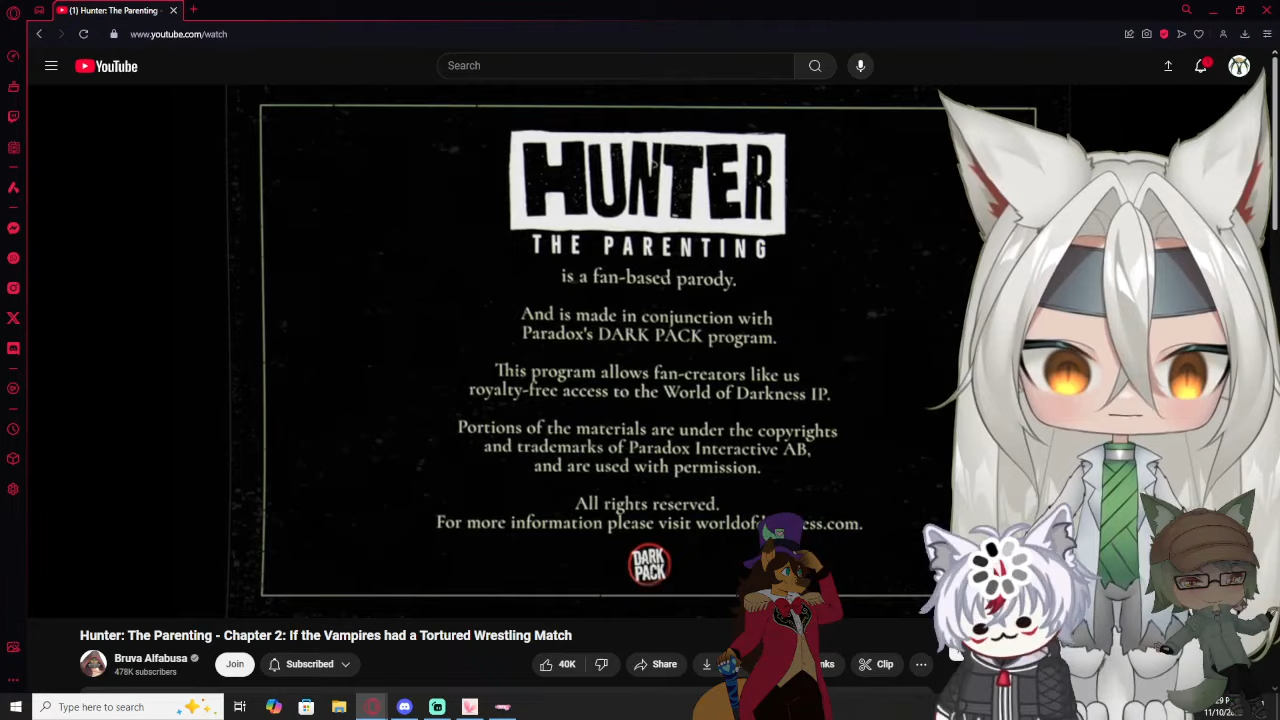 (1) Hunter: The Parenting -
www.youtube.com/watch
YouTube
Search
HUNTER
THE PARENTING
is a fan-based parody.
And is made in conjunction with
Paradox's DARK PACK program.
This program allows fan-creators like us
royalty-free access to the World of Darkness IP.
Portions of the materials are under the copyrights
and trademarks of Paradox Interactive AB,
and are used with permission.
All rights reserved.
For more information please visit
DARK
PACK
Hunter: The Parenting - Chapter 2: If the Vampires had a Tortured Wrestling Match
Bruva Alfabusa
478K subscribers
Join
Subscribed
40K
Share
Clip
Type here to search